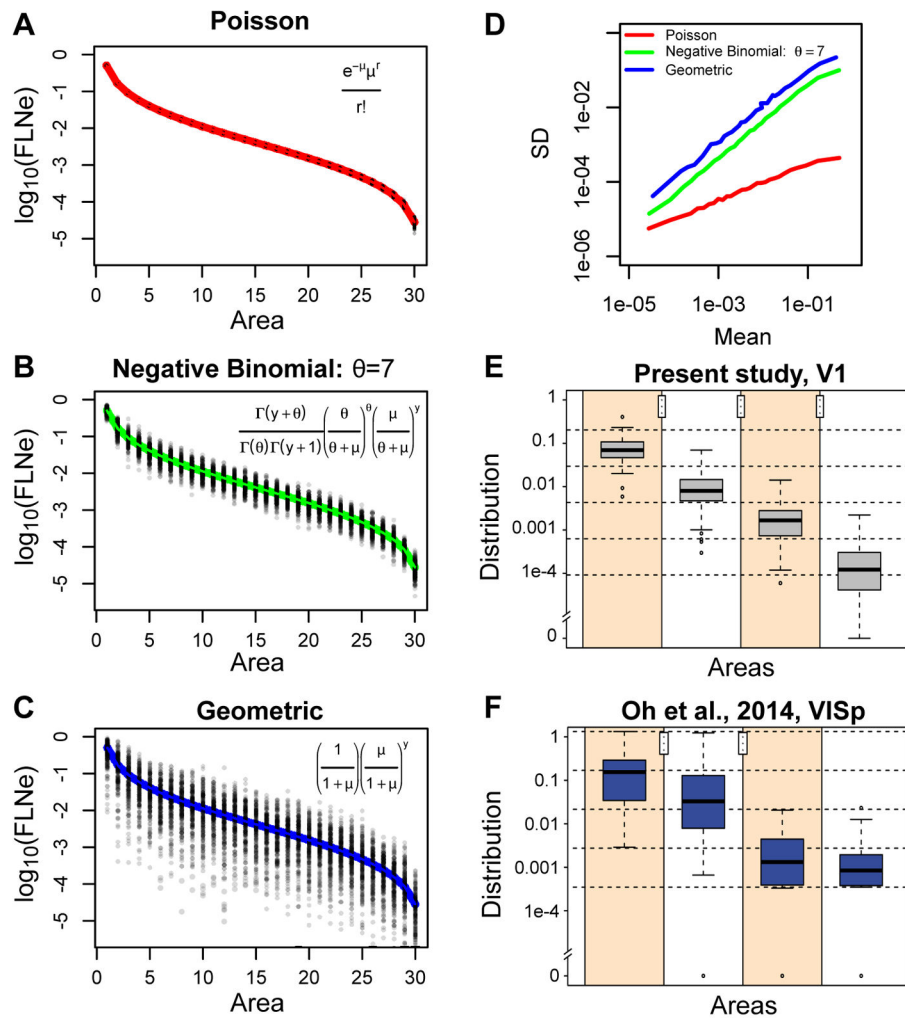 A
Poisson
log10(FLNe)
0
-1
-2
-3
-4
-5
e^−μ μ^r
r!
0 5 10 15 20 25 30
Area
B
Negative Binomial: θ=7
log10(FLNe)
0
-1
-2
-3
-4
-5
Γ(y+θ) / Γ(θ)Γ(y+1) (θ / θ+μ)^θ (μ / θ+μ)^y
0 5 10 15 20 25 30
Area
C
Geometric
log10(FLNe)
0
-1
-2
-3
-4
-5
(1 / 1+μ)(μ / 1+μ)^y
0 5 10 15 20 25 30
Area
D
Poisson
Negative Binomial: θ = 7
Geometric
SD
1e-02
1e-04
1e-06
1e-05 1e-03 1e-01
Mean
E
Present study, V1
Distribution
1
0.1
0.01
0.001
1e-4
0
Areas
F
Oh et al., 2014, VISp
Distribution
1
0.1
0.01
0.001
1e-4
0
Areas